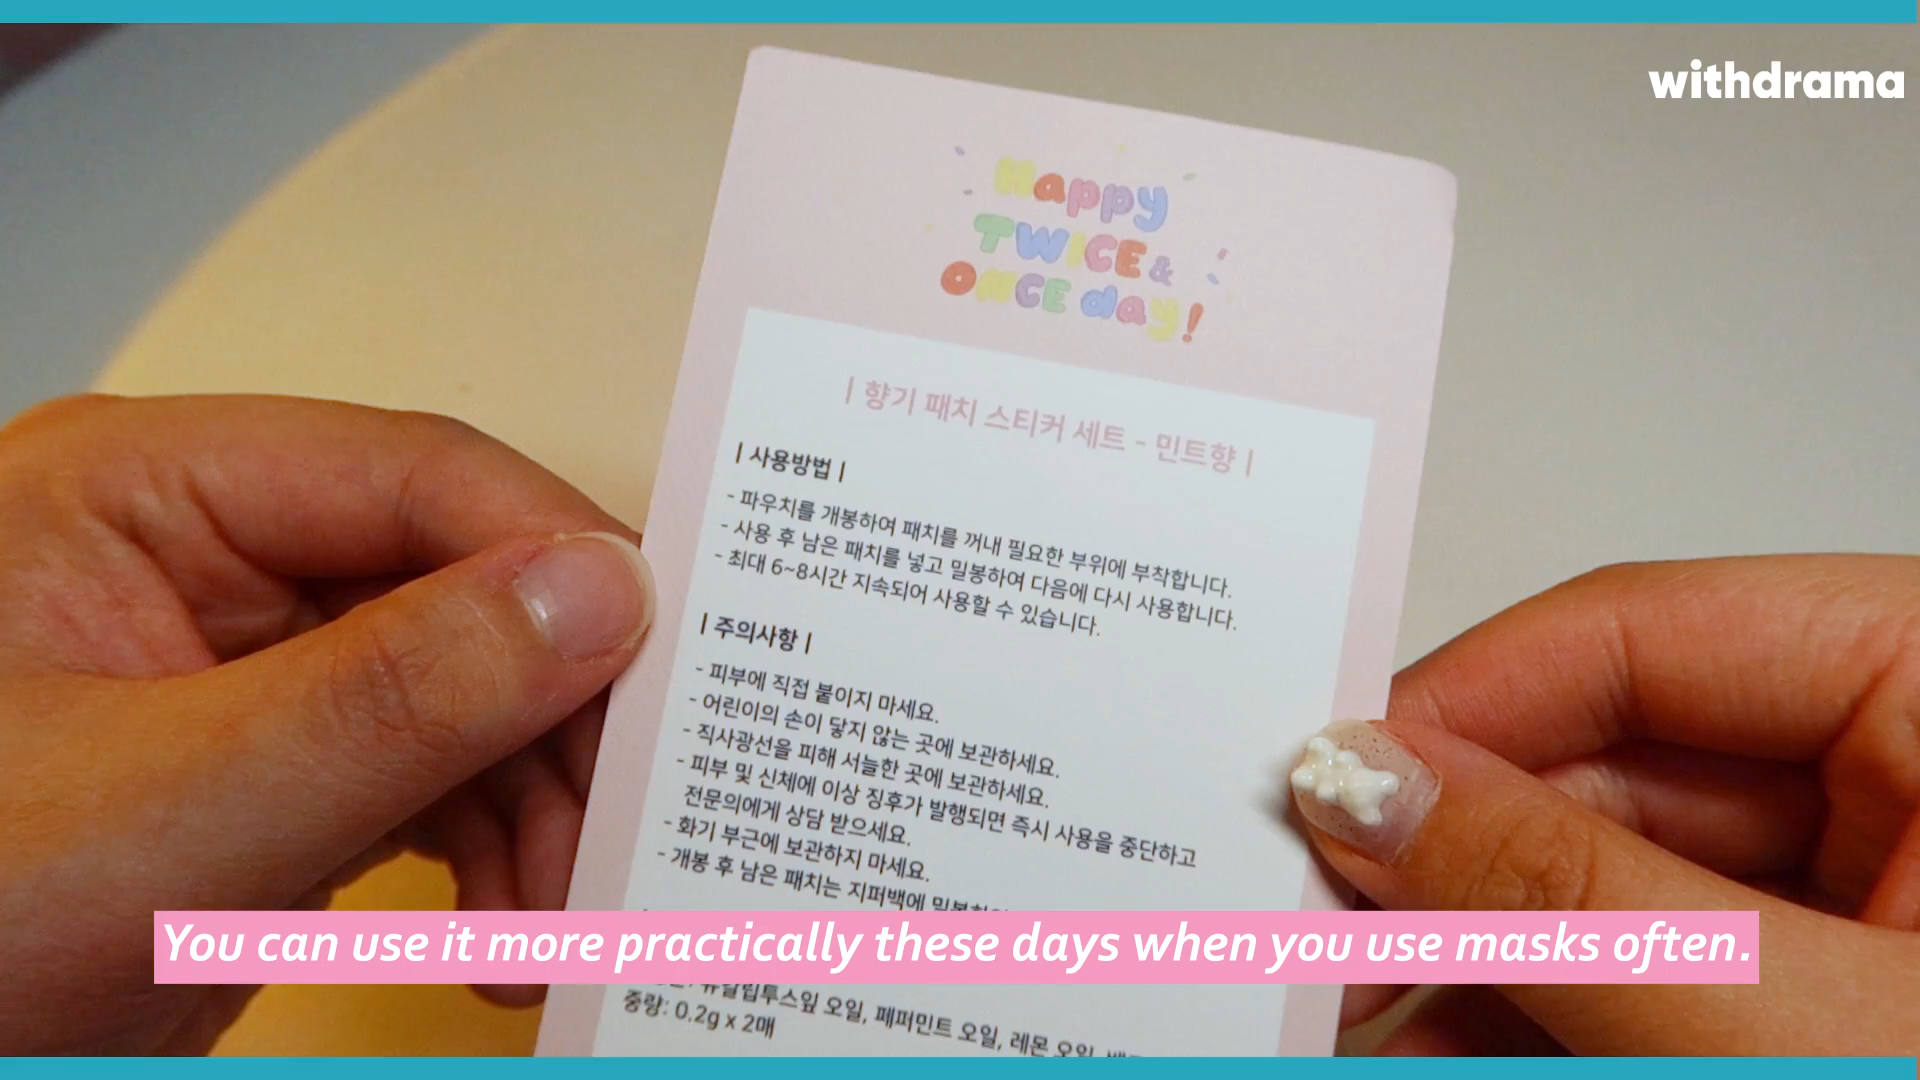 withdrama
Happy
TWICE &
ONCE day!
| 향기 패치 스티커 세트 - 민트향 |
| 사용방법 |
- 파우치를 개봉하여 패치를 꺼내 필요한 부위에 부착합니다.
- 사용 후 남은 패치를 넣고 밀봉하여 다음에 다시 사용합니다.
- 최대 6~8시간 지속되어 사용할 수 있습니다.
| 주의사항 |
- 피부에 직접 붙이지 마세요.
- 어린이의 손이 닿지 않는 곳에 보관하세요.
- 직사광선을 피해 서늘한 곳에 보관하세요.
- 피부 및 신체에 이상 징후가 발행되면 즉시 사용을 중단하고
전문의에게 상담 받으세요.
- 화기 부근에 보관하지 마세요.
- 개봉 후 남은 패치는 지퍼백에
You can use it more practically these days when you use masks often.
오일, 페퍼민트 오일, 레몬 오일,
중량: 0.2g x 2매